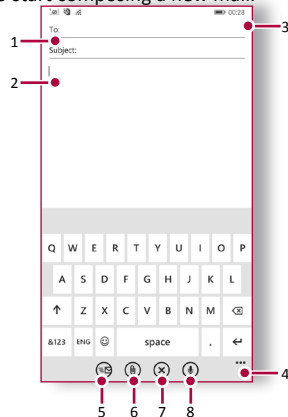 start composing a new mail.
00:28
3
To:
1
Subject:
2
Q W E R T Y U I O P
A S D F G H J K L
Z X C V B N M
&123 ENG space .
4
5 6 7 8